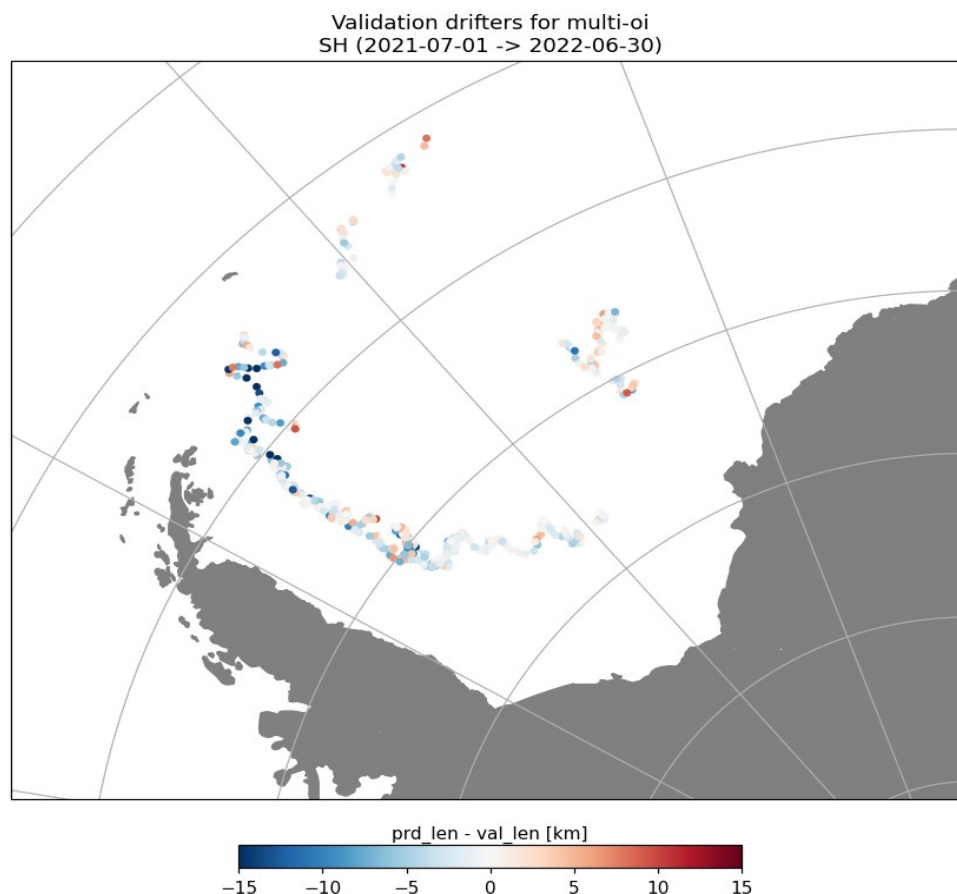 Validation drifters for multi-oi
SH (2021-07-01 -> 2022-06-30)
prd_len - val_len [km]
−15 −10 −5 0 5 10 15